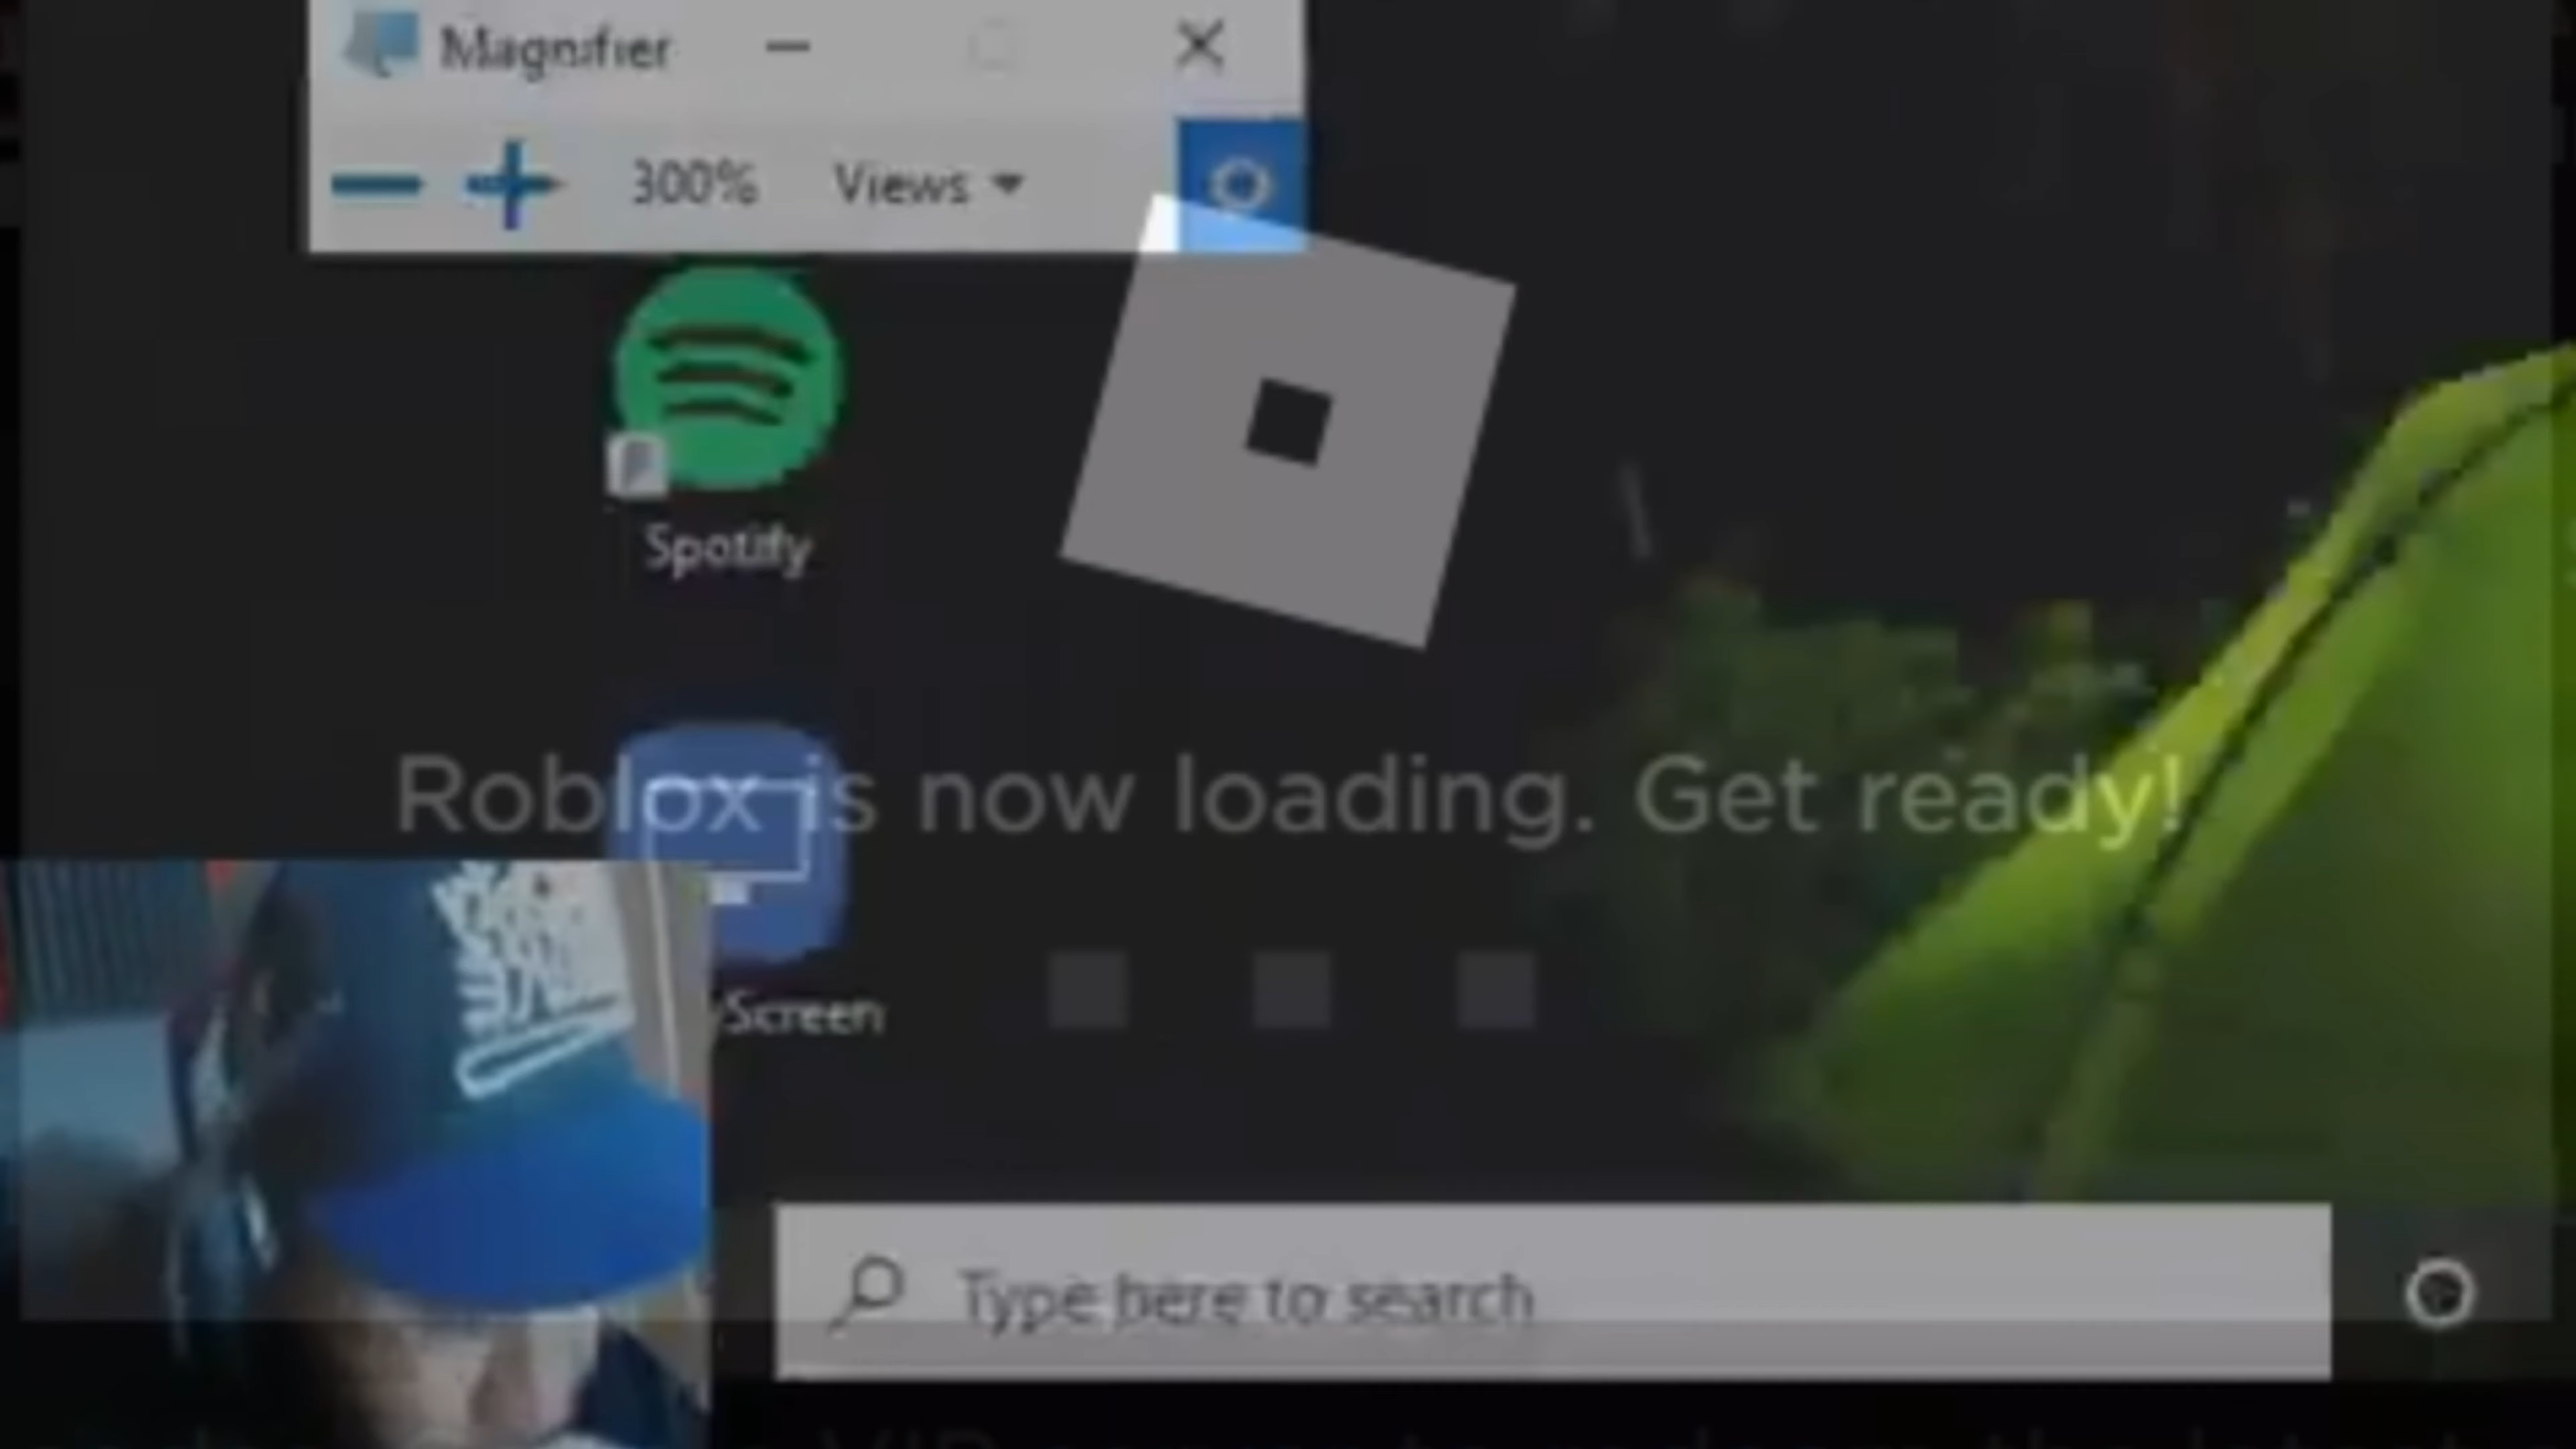 Magnifier
300% Views
Spotify
Roblox is now loading. Get ready!
Screen
Type here to search